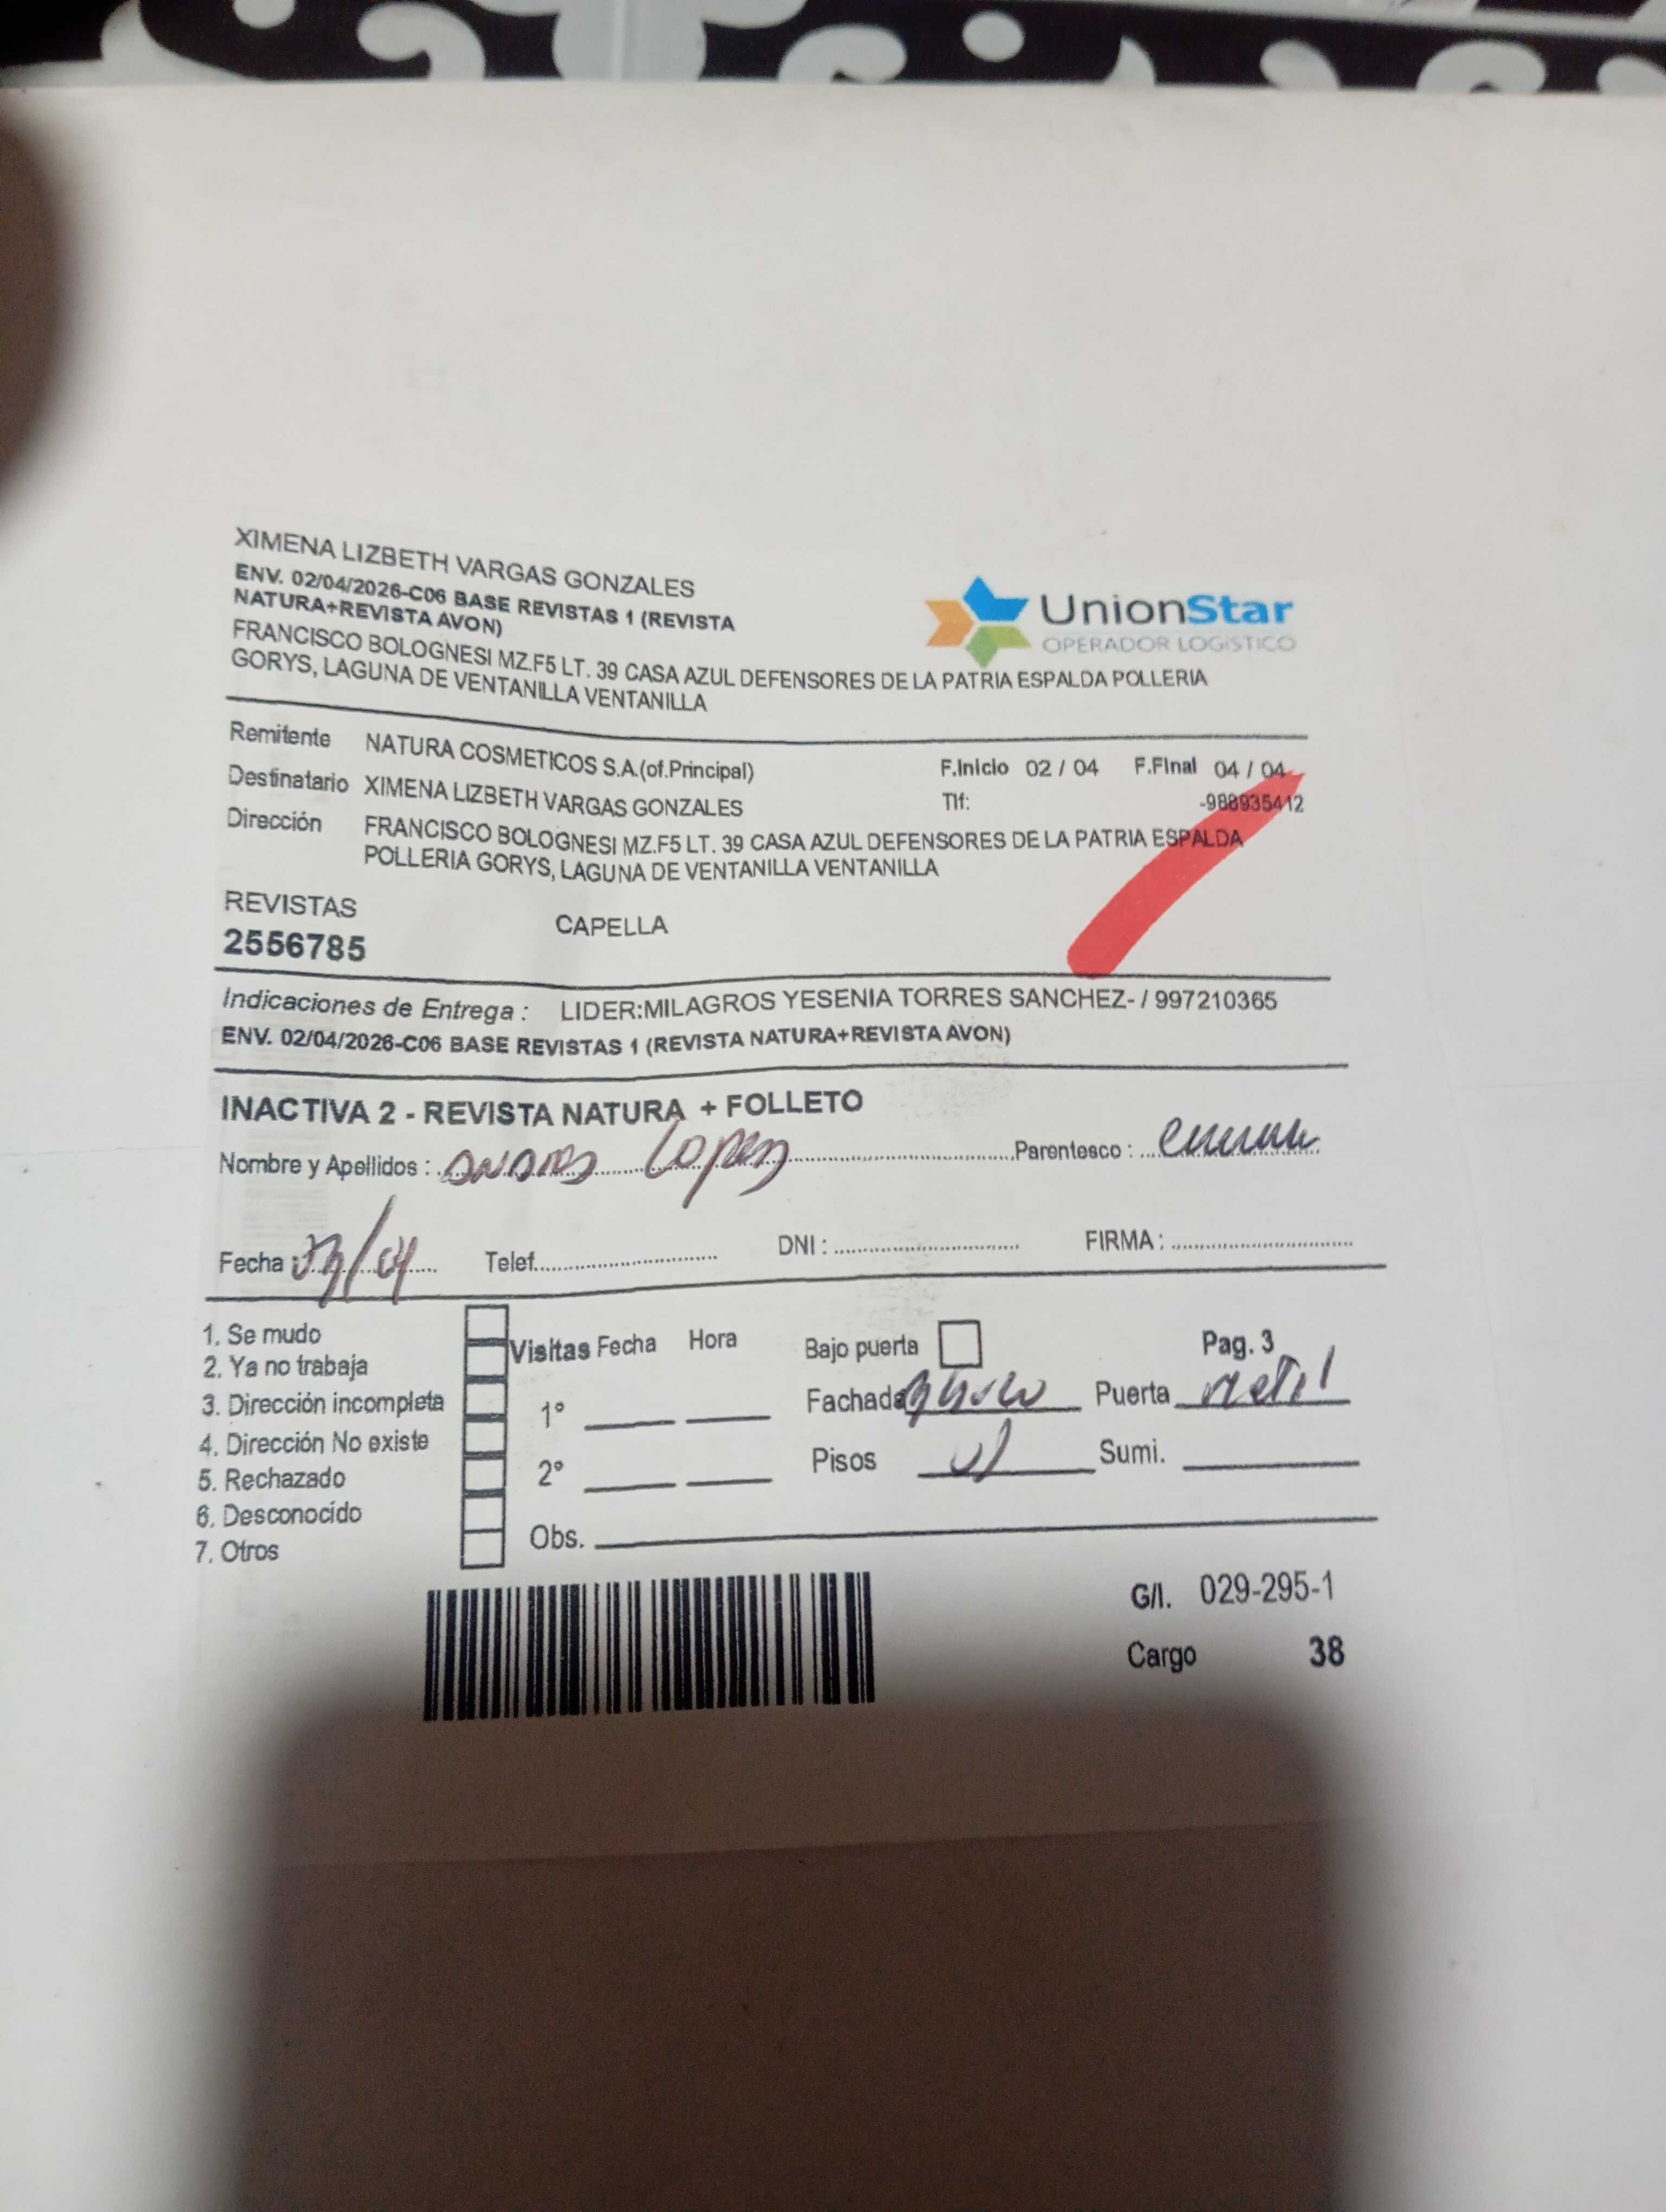 XIMENA LIZBETH VARGAS GONZALES
ENV. 02/04/2026-C06 BASE REVISTAS 1 (REVISTA
NATURA+REVISTA AVON)
UnionStar
OPERADOR LOGíSTICO
FRANCISCO BOLOGNESI MZ.F5 LT. 39 CASA AZUL DEFENSORES DE LA PATRIA ESPALDA POLLERIA
GORYS, LAGUNA DE VENTANILLA VENTANILLA
Remitente NATURA COSMETICOS S.A.(of.Principal) F.Inicio 02 / 04 F.Final 04 / 04
Destinatario XIMENA LIZBETH VARGAS GONZALES Tlf: -988935412
Dirección FRANCISCO BOLOGNESI MZ.F5 LT. 39 CASA AZUL DEFENSORES DE LA PATRIA ESPALDA
POLLERIA GORYS, LAGUNA DE VENTANILLA VENTANILLA
REVISTAS CAPELLA
2556785
Indicaciones de Entrega : LIDER:MILAGROS YESENIA TORRES SANCHEZ- / 997210365
ENV. 02/04/2026-C06 BASE REVISTAS 1 (REVISTA NATURA+REVISTA AVON)
INACTIVA 2 - REVISTA NATURA + FOLLETO
Nombre y Apellidos : Lopez Parentesco :
Fecha : 03/04 Telef. DNI : FIRMA :
1. Se mudo
2. Ya no trabaja
3. Dirección incompleta
4. Dirección No existe
5. Rechazado
6. Desconocido
7. Otros
Visitas Fecha Hora
1°
2°
Obs.
Bajo puerta Pag. 3
Fachada Puerta metal
Pisos 01 Sumi.
G/I. 029-295-1
Cargo 38